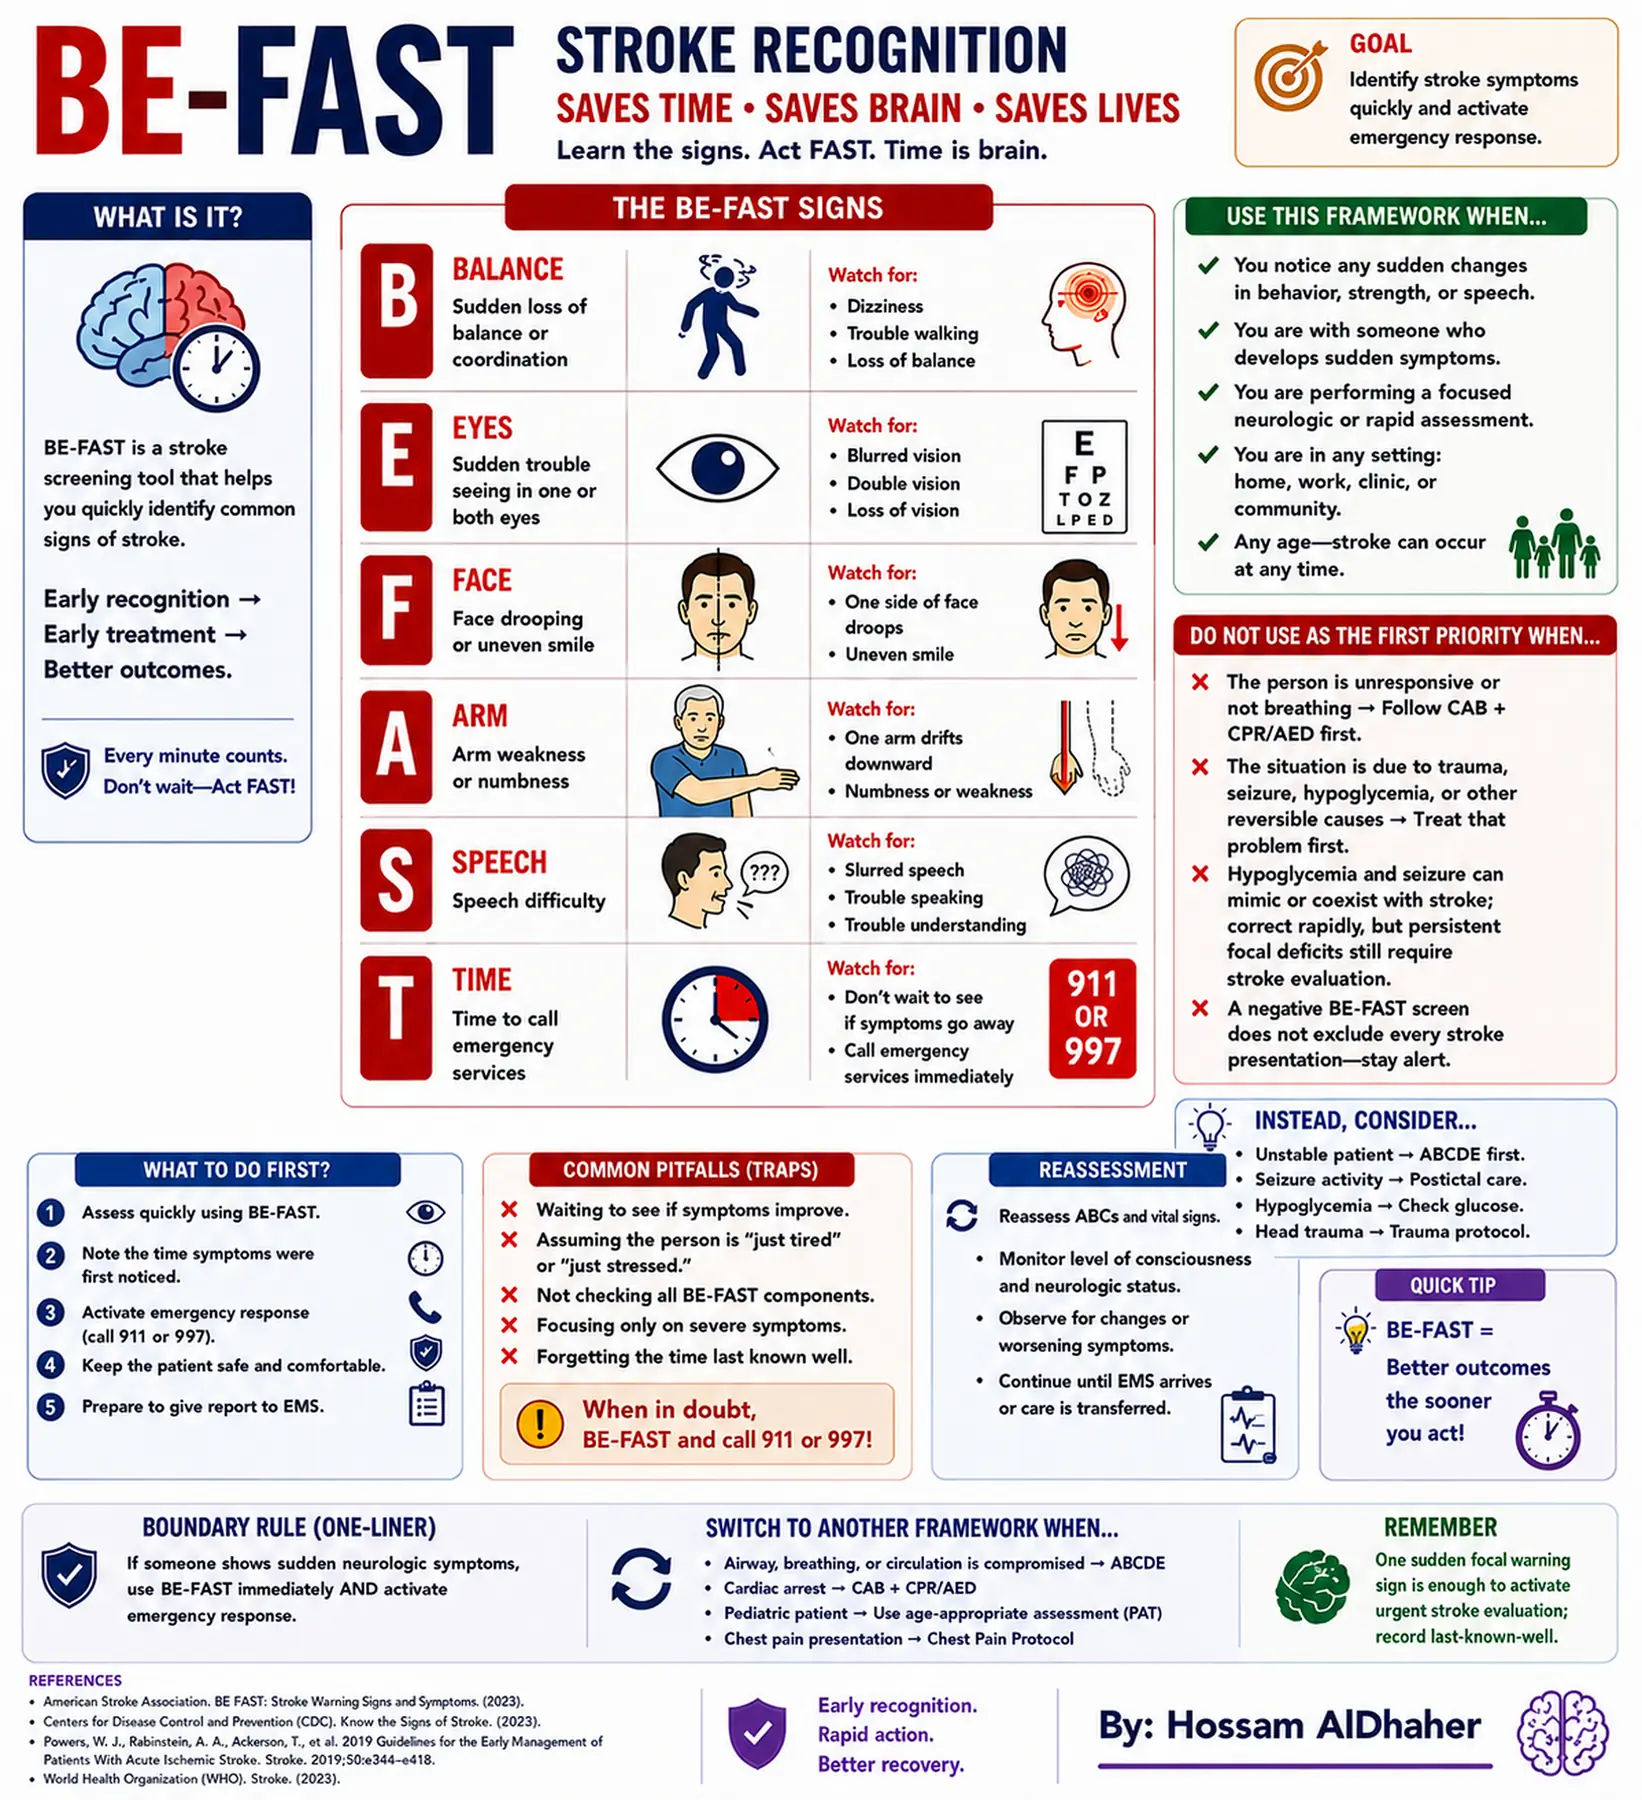 BE-FAST
STROKE RECOGNITION
SAVES TIME • SAVES BRAIN • SAVES LIVES
Learn the signs. Act FAST. Time is brain.
GOAL
Identify stroke symptoms
quickly and activate
emergency response.
WHAT IS IT?
BE-FAST is a stroke
screening tool that helps
you quickly identify common
signs of stroke.
Early recognition →
Early treatment →
Better outcomes.
Every minute counts.
Don't wait—Act FAST!
THE BE-FAST SIGNS
B
BALANCE
Sudden loss of
balance or
coordination
Watch for:
• Dizziness
• Trouble walking
• Loss of balance
E
EYES
Sudden trouble
seeing in one or
both eyes
Watch for:
• Blurred vision
• Double vision
• Loss of vision
E
F P
T O Z
L P E D
F
FACE
Face drooping
or uneven smile
Watch for:
• One side of face
droops
• Uneven smile
A
ARM
Arm weakness
or numbness
Watch for:
• One arm drifts
downward
• Numbness or weakness
S
SPEECH
Speech difficulty
???
Watch for:
• Slurred speech
• Trouble speaking
• Trouble understanding
T
TIME
Time to call
emergency
services
Watch for:
• Don't wait to see
if symptoms go away
• Call emergency
services immediately
911
OR
997
USE THIS FRAMEWORK WHEN...
You notice any sudden changes
in behavior, strength, or speech.
You are with someone who
develops sudden symptoms.
You are performing a focused
neurologic or rapid assessment.
You are in any setting:
home, work, clinic, or
community.
Any age—stroke can occur
at any time.
DO NOT USE AS THE FIRST PRIORITY WHEN...
The person is unresponsive or
not breathing → Follow CAB +
CPR/AED first.
The situation is due to trauma,
seizure, hypoglycemia, or other
reversible causes → Treat that
problem first.
Hypoglycemia and seizure can
mimic or coexist with stroke;
correct rapidly, but persistent
focal deficits still require
stroke evaluation.
A negative BE-FAST screen
does not exclude every stroke
presentation—stay alert.
INSTEAD, CONSIDER...
• Unstable patient → ABCDE first.
• Seizure activity → Postictal care.
• Hypoglycemia → Check glucose.
• Head trauma → Trauma protocol.
WHAT TO DO FIRST?
1 Assess quickly using BE-FAST.
2 Note the time symptoms were
first noticed.
3 Activate emergency response
(call 911 or 997).
4 Keep the patient safe and comfortable.
5 Prepare to give report to EMS.
COMMON PITFALLS (TRAPS)
Waiting to see if symptoms improve.
Assuming the person is “just tired”
or “just stressed.”
Not checking all BE-FAST components.
Focusing only on severe symptoms.
Forgetting the time last known well.
When in doubt,
BE-FAST and call 911 or 997!
REASSESSMENT
Reassess ABCs and vital signs.
• Monitor level of consciousness
and neurologic status.
• Observe for changes or
worsening symptoms.
• Continue until EMS arrives
or care is transferred.
QUICK TIP
BE-FAST =
Better outcomes
the sooner
you act!
BOUNDARY RULE (ONE-LINER)
If someone shows sudden neurologic symptoms,
use BE-FAST immediately AND activate
emergency response.
SWITCH TO ANOTHER FRAMEWORK WHEN...
• Airway, breathing, or circulation is compromised → ABCDE
• Cardiac arrest → CAB + CPR/AED
• Pediatric patient → Use age-appropriate assessment (PAT)
• Chest pain presentation → Chest Pain Protocol
REMEMBER
One sudden focal warning
sign is enough to activate
urgent stroke evaluation;
record last-known-well.
REFERENCES
• American Stroke Association. BE FAST: Stroke Warning Signs and Symptoms. (2023).
• Centers for Disease Control and Prevention (CDC). Know the Signs of Stroke. (2023).
• Powers, W. J., Rabinstein, A. A., Ackerson, T., et al. 2019 Guidelines for the Early Management of
Patients With Acute Ischemic Stroke. Stroke. 2019;50:e344–e418.
• World Health Organization (WHO). Stroke. (2023).
Early recognition.
Rapid action.
Better recovery.
By: Hossam AlDhaher